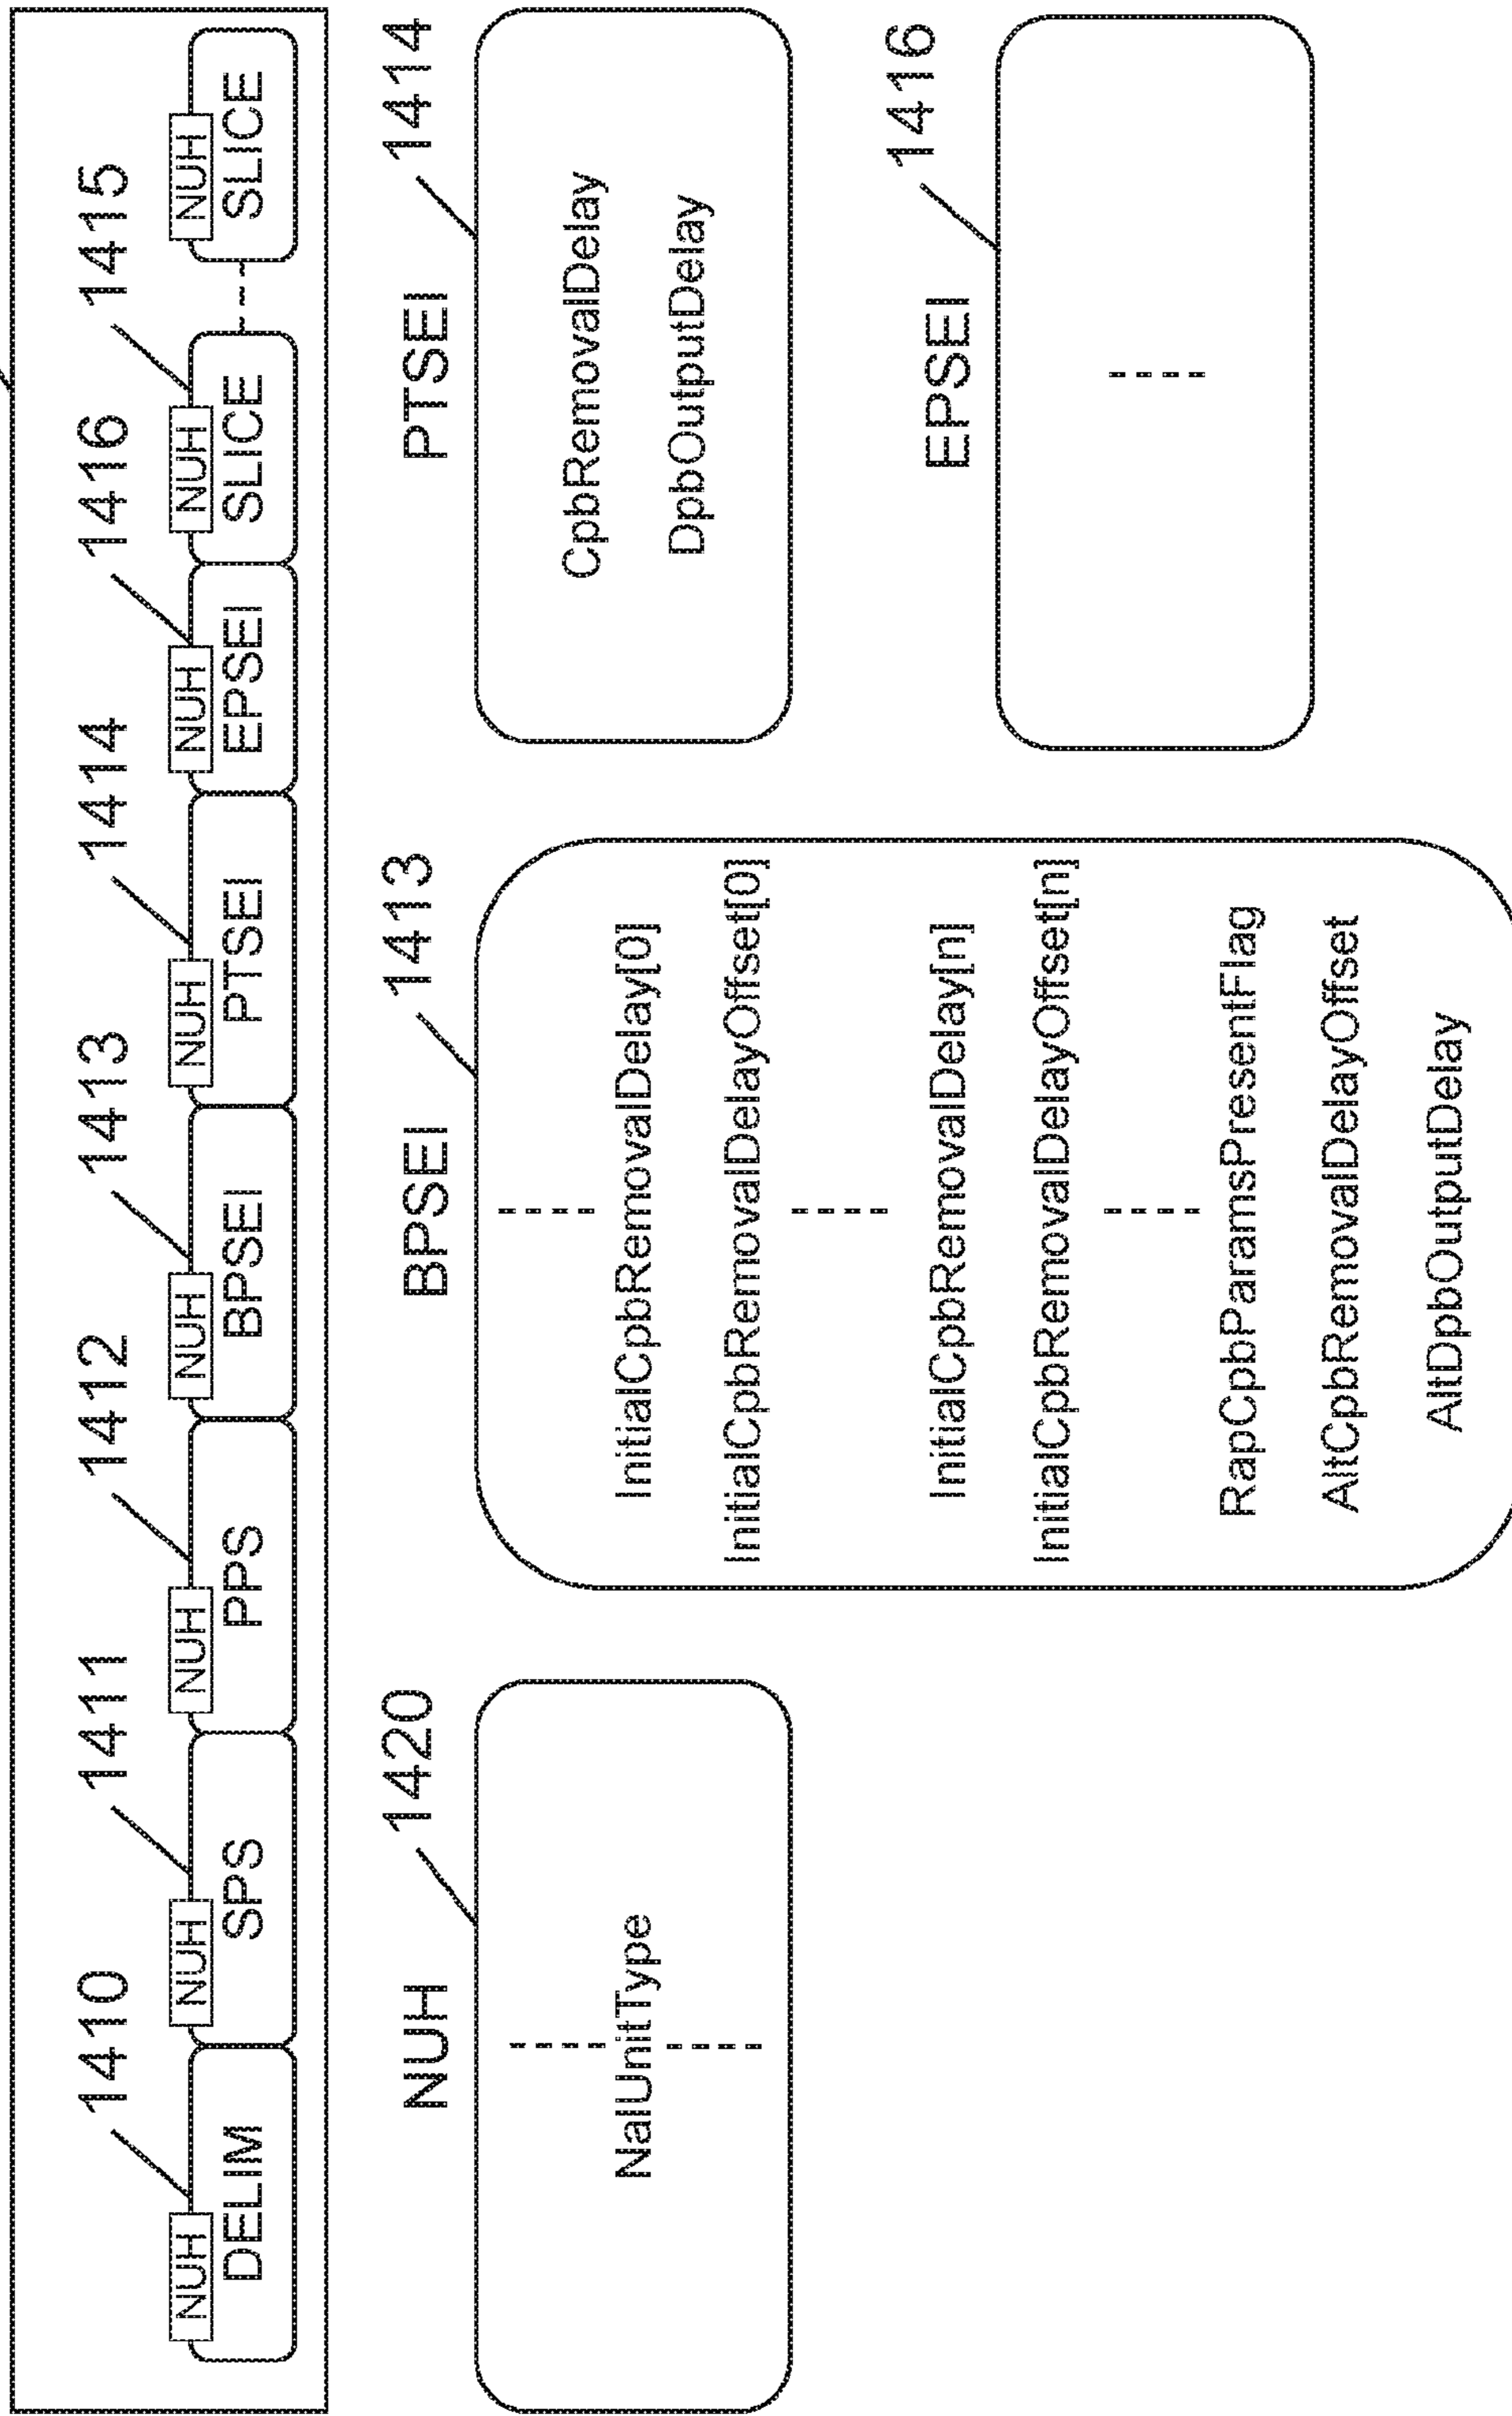 1410
1411
1412
1413
1414
1416
1415
NUH
NUH
NUH
NUH
NUH
NUH
NUH
NUH
DELIM
SPS
PPS
BPSEI
PTSEI
EPSEI
SLICE
SLICE
NUH
1420
NalUnitType
BPSEI
1413
InitialCpbRemovalDelay[0]
InitialCpbRemovalDelayOffset[0]
InitialCpbRemovalDelay[n]
InitialCpbRemovalDelayOffset[n]
RapCpbParamsPresentFlag
AltCpbRemovalDelayOffset
AltDpbOutputDelay
PTSEI
1414
CpbRemovalDelay
DpbOutputDelay
EPSEI
1416